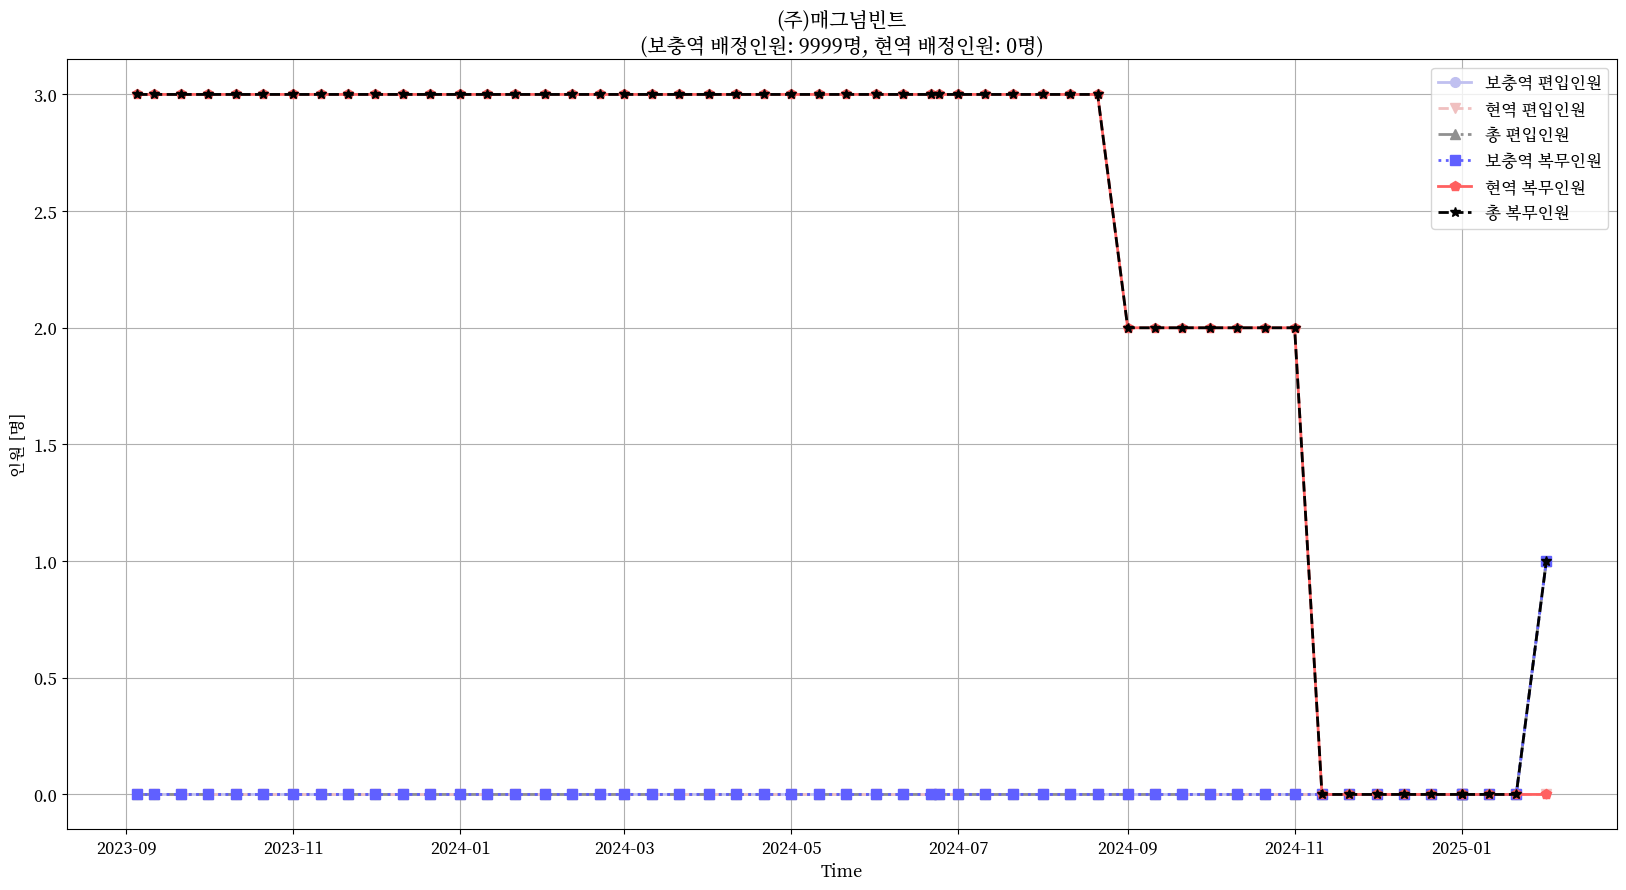 (주)매그넘빈트
(보충역 배정인원: 9999명, 현역 배정인원: 0명)
보충역 편입인원
현역 편입인원
총 편입인원
보충역 복무인원
현역 복무인원
총 복무인원
인원 [명]
3.0
2.5
2.0
1.5
1.0
0.5
0.0
2023-09
2023-11
2024-01
2024-03
2024-05
2024-07
2024-09
2024-11
2025-01
Time